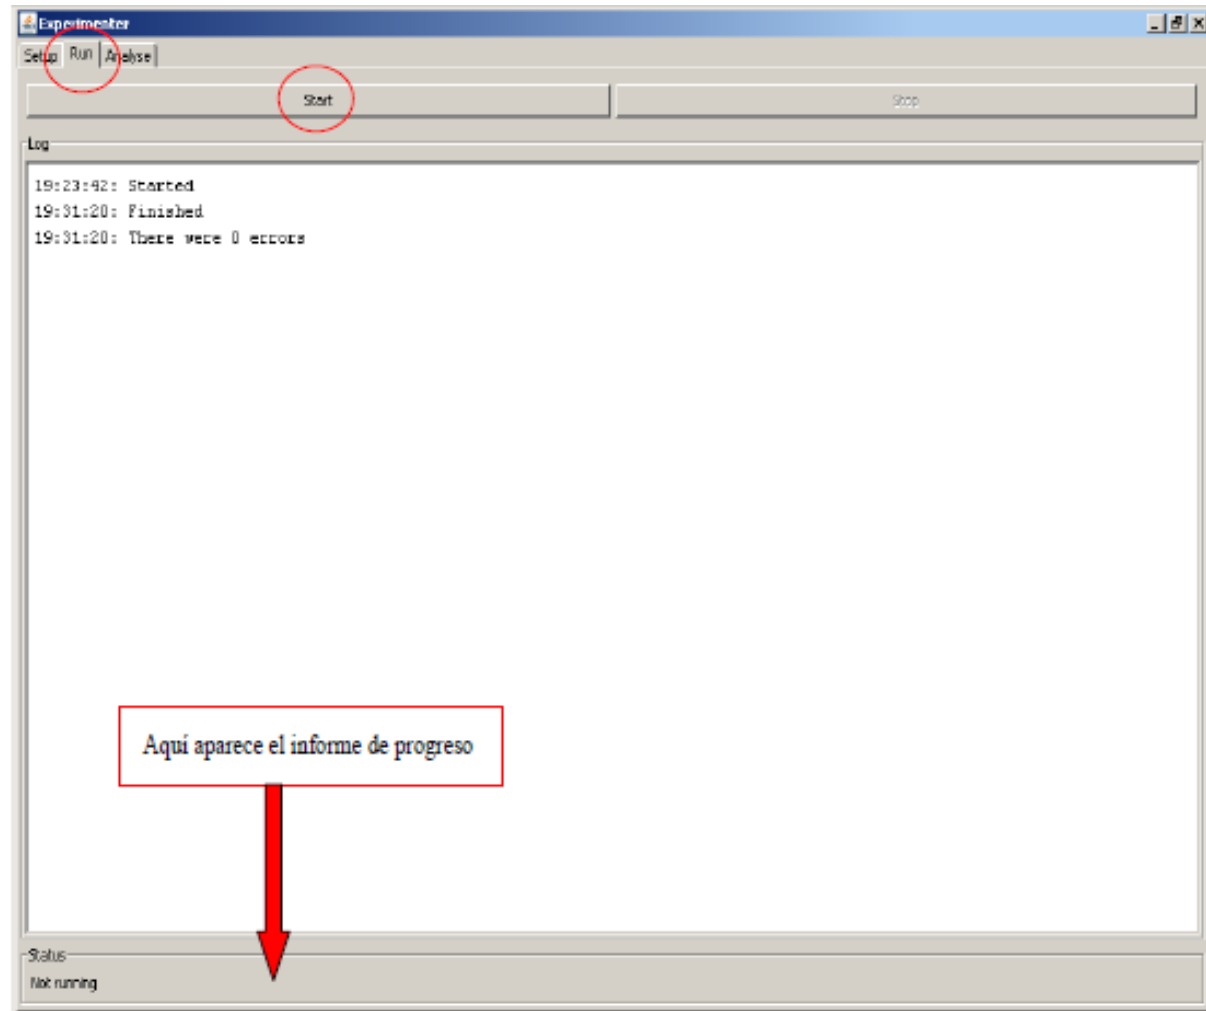 Experimenter
Setup Run Analyse
Start Stop
Log
19:23:42: Started
19:31:20: Finished
19:31:20: There were 0 errors
Aquí aparece el informe de progreso
Status
Not running